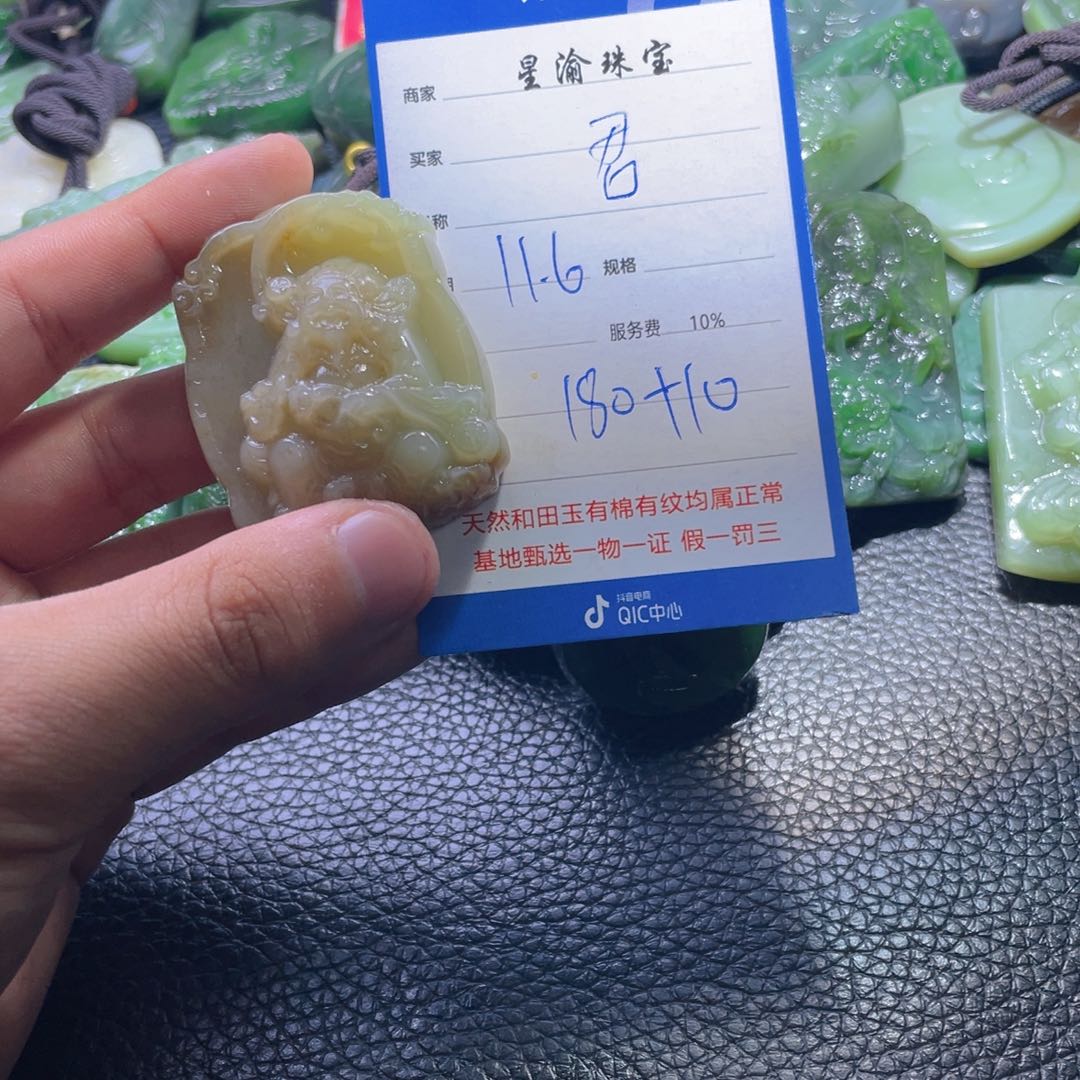 商家 星渝珠宝
买家 君
称
11.6 规格
服务费 10%
180+10
天然和田玉有棉有纹均属正常
基地甄选一物一证 假一罚三
抖音电商
QIC中心